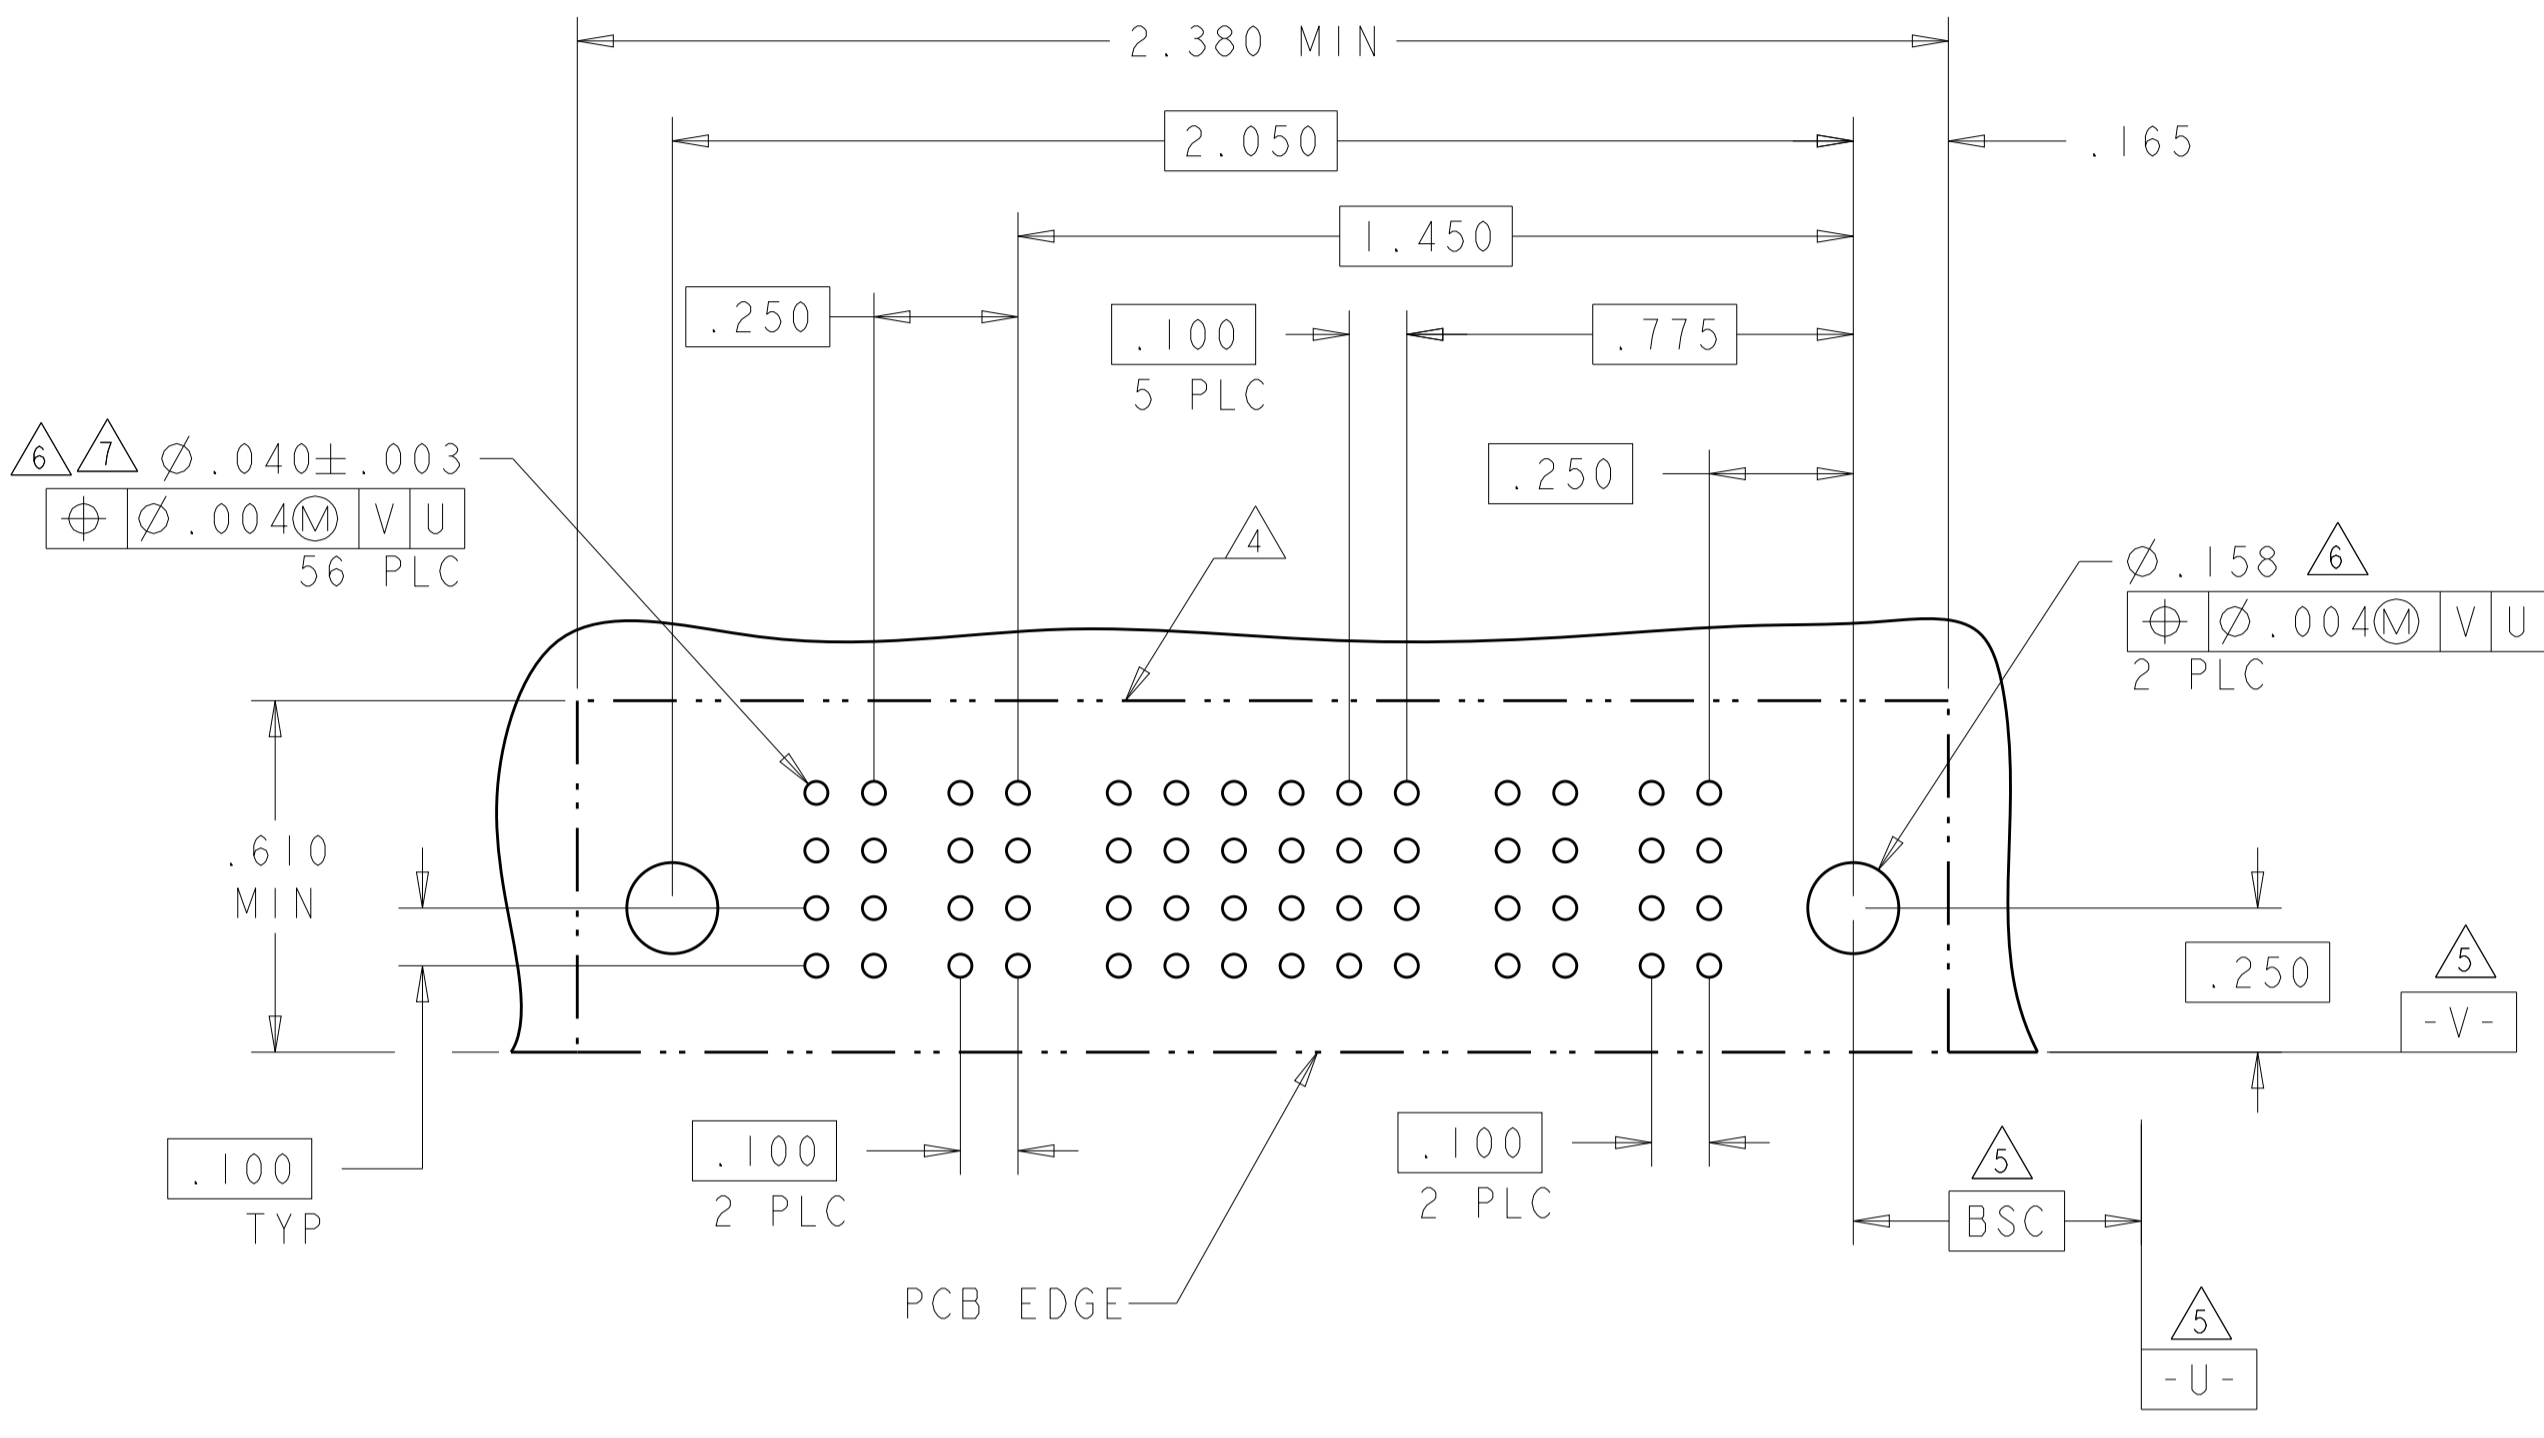 2.380 MIN
2.050
.165
1.450
.250
.100
5 PLC
.775
6 7 Ø.040±.003
⌖ Ø.004Ⓜ V U
56 PLC
.250
4
Ø.158 6
⌖ Ø.004Ⓜ V U
2 PLC
.610
MIN
.250
5
-V-
.100
TYP
.100
2 PLC
.100
2 PLC
5
BSC
PCB EDGE
5
-U-